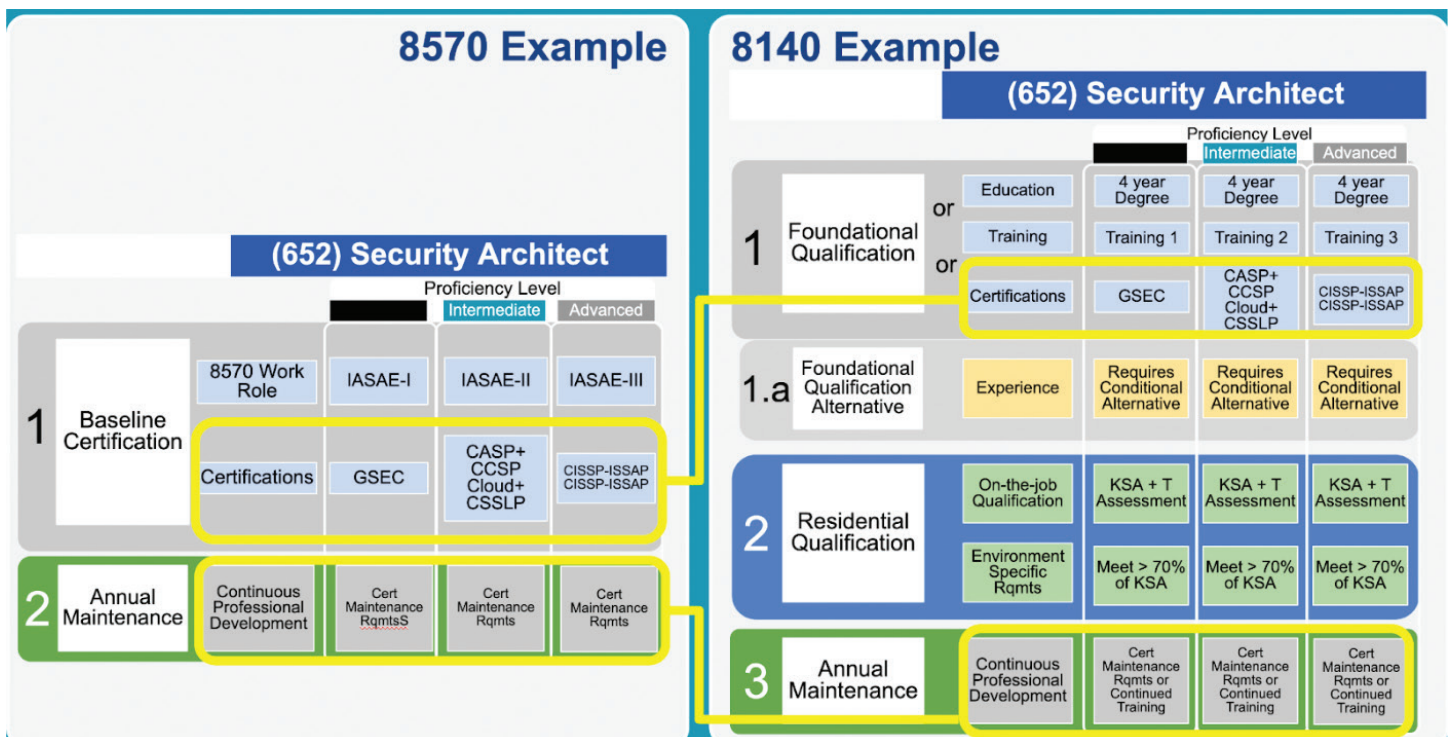 8570 Example
(652) Security Architect
Proficiency Level
Intermediate
Advanced
1
Baseline
Certification
8570 Work
Role
IASAE-I
IASAE-II
IASAE-III
Certifications
GSEC
CASP+
CCSP
Cloud+
CSSLP
CISSP-ISSAP
CISSP-ISSAP
2
Annual
Maintenance
Continuous
Professional
Development
Cert
Maintenance
RqmtsS
Cert
Maintenance
Rqmts
Cert
Maintenance
Rqmts
8140 Example
(652) Security Architect
Proficiency Level
Intermediate
Advanced
1
Foundational
Qualification
or
or
Education
4 year
Degree
4 year
Degree
4 year
Degree
Training
Training 1
Training 2
Training 3
Certifications
GSEC
CASP+
CCSP
Cloud+
CSSLP
CISSP-ISSAP
CISSP-ISSAP
1.a
Foundational
Qualification
Alternative
Experience
Requires
Conditional
Alternative
Requires
Conditional
Alternative
Requires
Conditional
Alternative
2
Residential
Qualification
On-the-job
Qualification
KSA + T
Assessment
KSA + T
Assessment
KSA + T
Assessment
Environment
Specific
Rqmts
Meet > 70%
of KSA
Meet > 70%
of KSA
Meet > 70%
of KSA
3
Annual
Maintenance
Continuous
Professional
Development
Cert
Maintenance
Rqmts or
Continued
Training
Cert
Maintenance
Rqmts or
Continued
Training
Cert
Maintenance
Rqmts or
Continued
Training